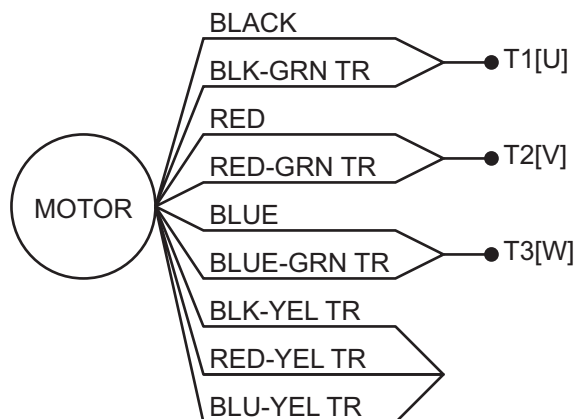 BLACK
BLK-GRN TR
T1[U]
RED
RED-GRN TR
T2[V]
MOTOR
BLUE
BLUE-GRN TR
T3[W]
BLK-YEL TR
RED-YEL TR
BLU-YEL TR